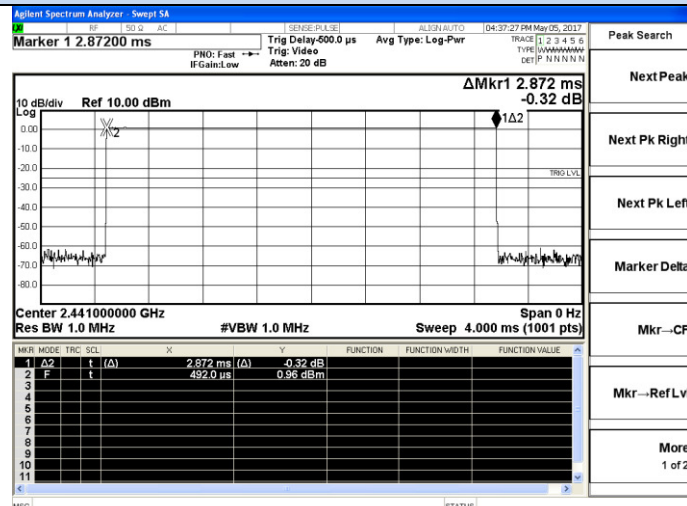 Agilent Spectrum Analyzer - Swept SA
RF 50 Ω AC SENSE:PULSE ALIGN AUTO 04:37:27 PM May 05, 2017
Marker 1 2.87200 ms
PNO: Fast
IFGain:Low
Trig Delay-500.0 µs
Trig: Video
Atten: 20 dB
Avg Type: Log-Pwr
TRACE 1 2 3 4 5 6
TYPE
DET P N N N N N
Peak Search
ΔMkr1 2.872 ms
-0.32 dB
10 dB/div Ref 10.00 dBm
Log
1Δ2
2
0.00
-10.0
-20.0
TRIG LVL
-30.0
-40.0
-50.0
-60.0
-70.0
-80.0
Center 2.441000000 GHz Span 0 Hz
Res BW 1.0 MHz #VBW 1.0 MHz Sweep 4.000 ms (1001 pts)
MKR MODE TRC SCL X Y FUNCTION FUNCTION WIDTH FUNCTION VALUE
1 Δ2 t (Δ) 2.872 ms (Δ) -0.32 dB
2 F t 492.0 µs 0.96 dBm
3
4
5
6
7
8
9
10
11
Next Peak
Next Pk Right
Next Pk Left
Marker Delta
Mkr→CF
Mkr→Ref Lvl
More
1 of 2
MSG STATUS